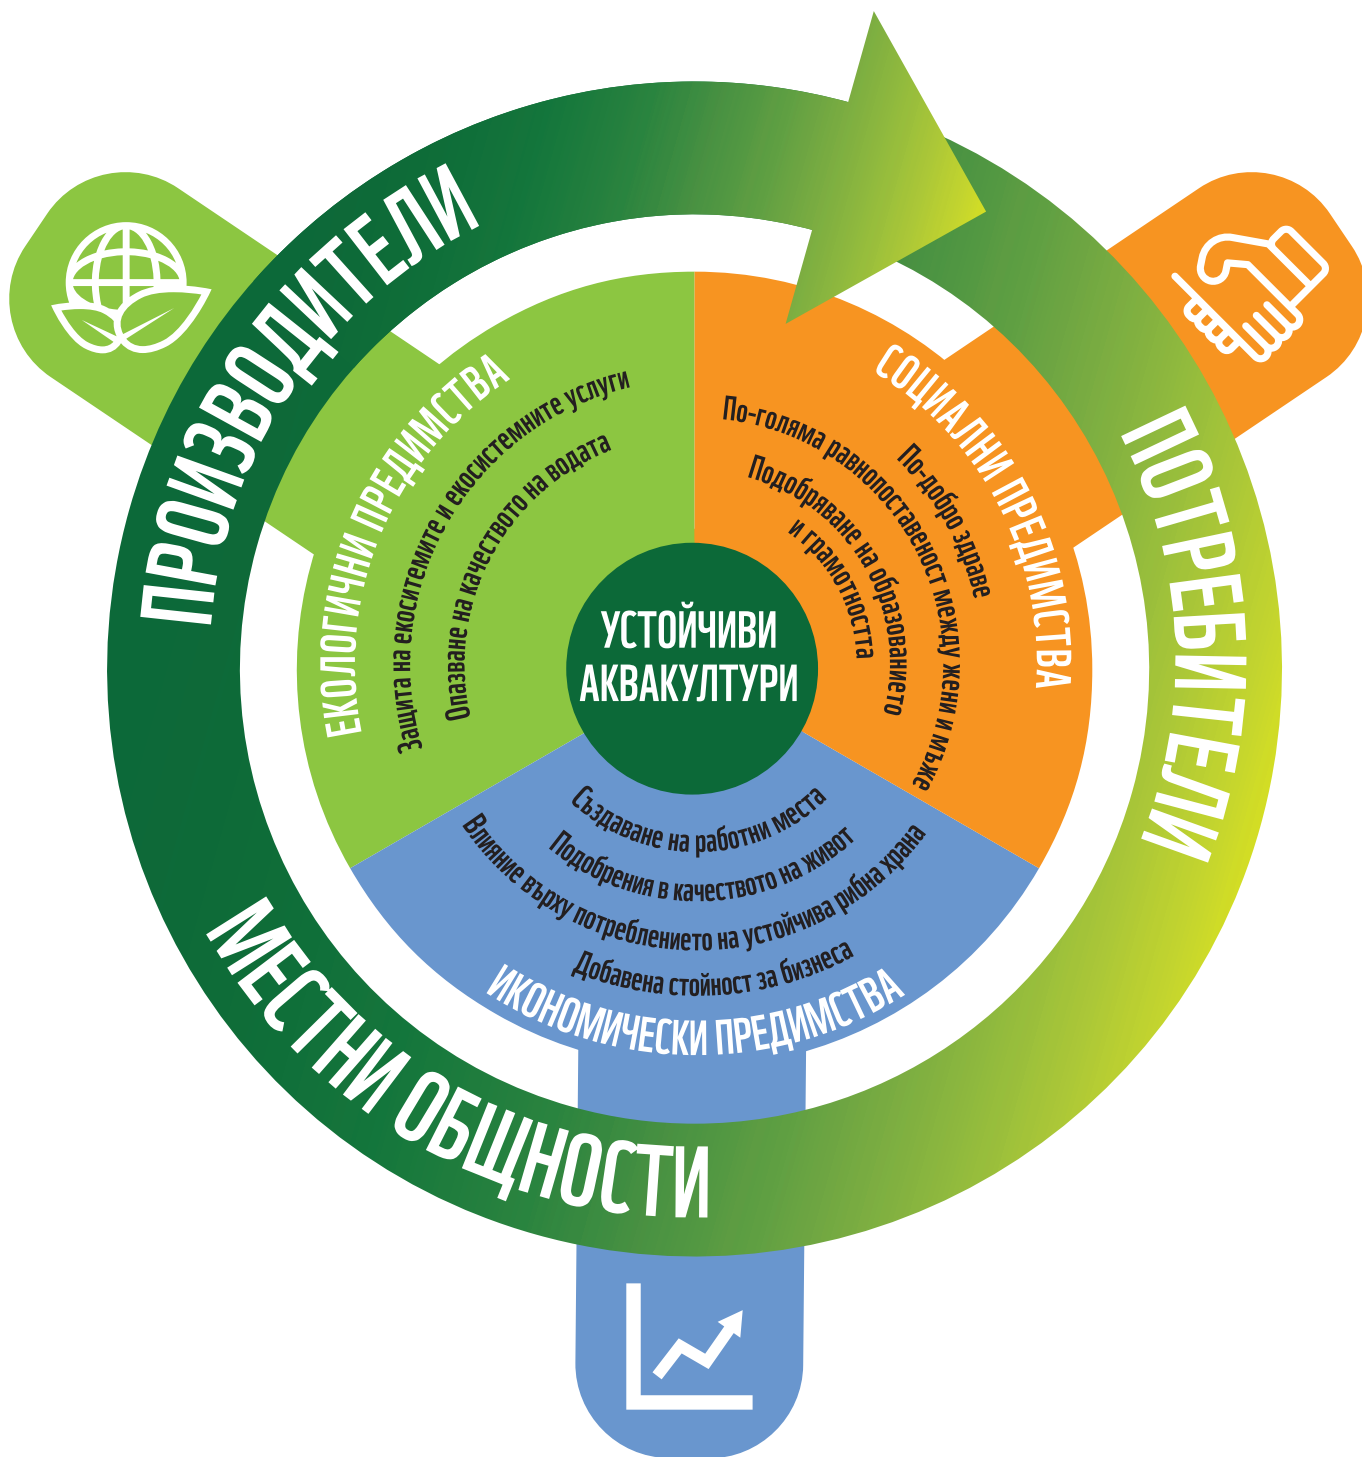 ПРОИЗВОДИТЕЛИ
ПОТРЕБИТЕЛИ
МЕСТНИ ОБЩНОСТИ
ЕКОЛОГИЧНИ ПРЕДИМСТВА
Защита на екоситемите и екосистемните услуги
Опазване на качеството на водата
СОЦИАЛНИ ПРЕДИМСТВА
По-добро здраве
По-голяма равнопоставеност между жени и мъже
Подобряване на образованието
и грамотността
УСТОЙЧИВИ
АКВАКУЛТУРИ
Създаване на работни места
Подобрения в качеството на живот
Влияние върху потреблението на устойчива рибна храна
Добавена стойност за бизнеса
ИКОНОМИЧЕСКИ ПРЕДИМСТВА